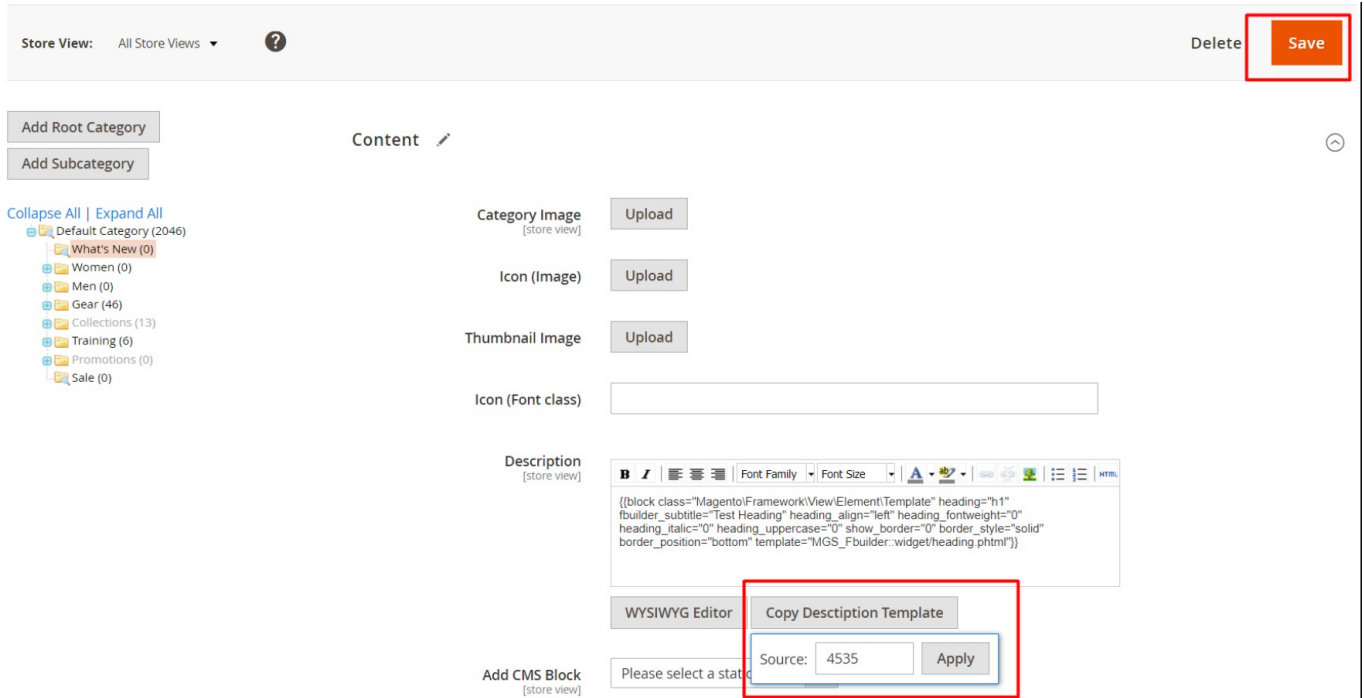 Store View: All Store Views ?
Delete Save
Add Root Category
Add Subcategory
Collapse All | Expand All
Default Category (2046)
What's New (0)
Women (0)
Men (0)
Gear (46)
Collections (13)
Training (6)
Promotions (0)
Sale (0)
Content
Category Image
[store view]
Upload
Icon (Image)
Upload
Thumbnail Image
Upload
Icon (Font class)
Description
[store view]
B I Font Family Font Size A ab HTML
{{block class="Magento\Framework\View\Element\Template" heading="h1"
fbuilder_subtitle="Test Heading" heading_align="left" heading_fontweight="0"
heading_italic="0" heading_uppercase="0" show_border="0" border_style="solid"
border_position="bottom" template="MGS_Fbuilder::widget/heading.phtml"}}
WYSIWYG Editor Copy Desctiption Template
Source: 4535 Apply
Add CMS Block
[store view]
Please select a stati